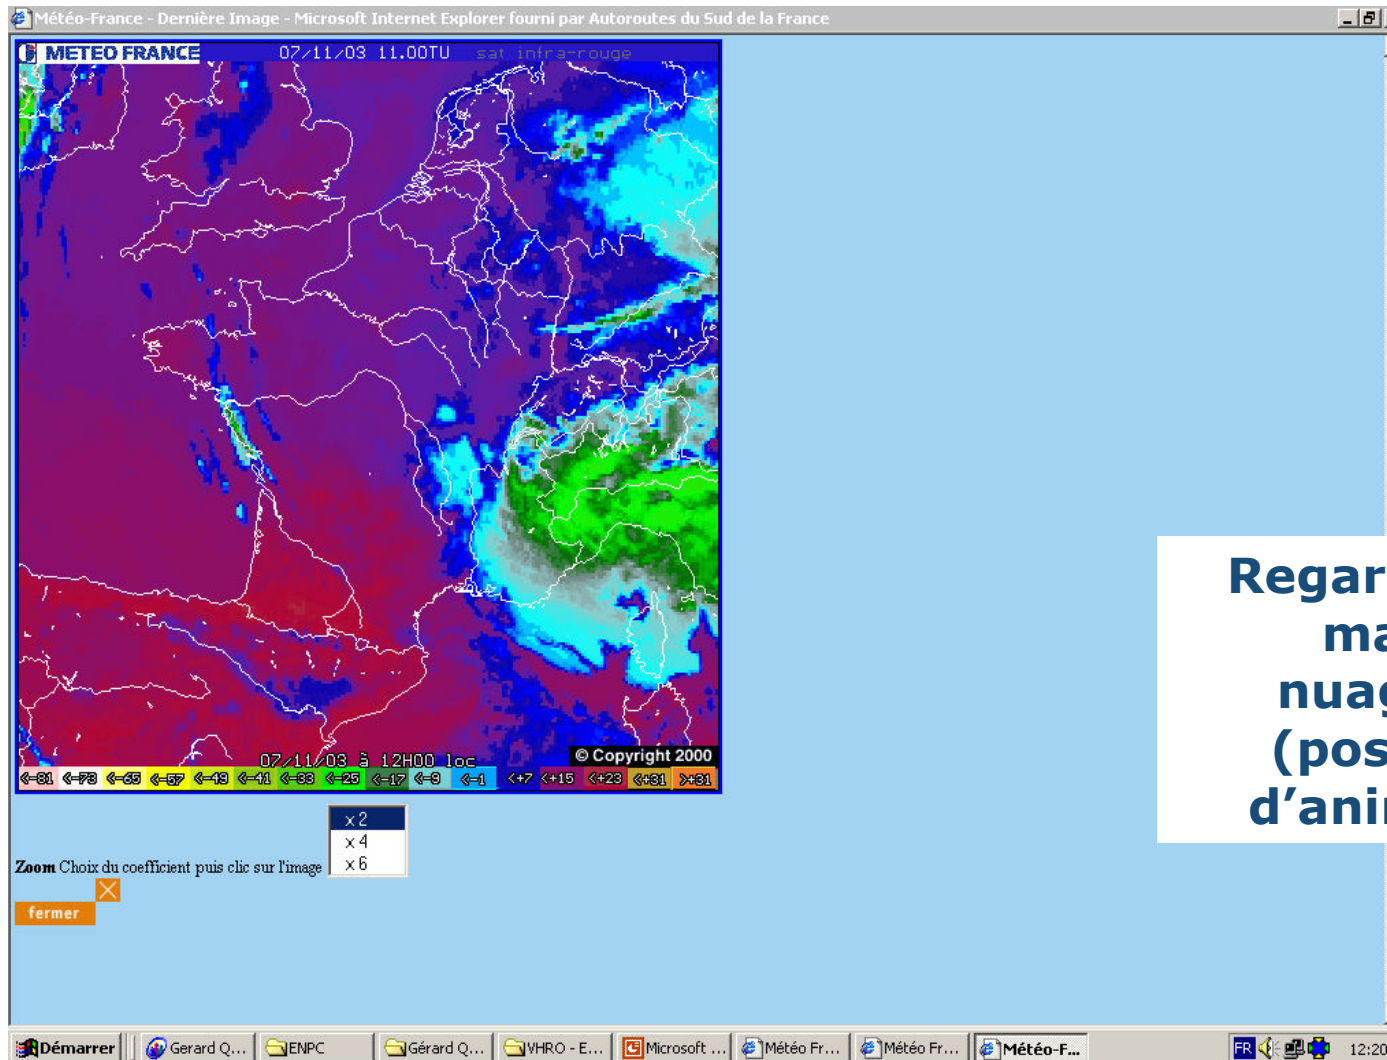 Météo-France - Dernière Image - Microsoft Internet Explorer fourni par Autoroutes du Sud de la France
METEO FRANCE 07/11/03 11.00TU sat infra-rouge
07/11/03 à 12H00 loc © Copyright 2000
<-81 <-73 <-65 <-57 <-49 <-41 <-33 <-25 <-17 <-9 <-1 <+7 <+15 <+23 <+31 >+31
x 2
x 4
x 6
Zoom Choix du coefficient puis clic sur l'image
fermer
Regar
ma
nuag
(pos
d'anin
Démarrer Gerard Q... ENPC Gérard Q... VHRO - E... Microsoft ... Météo Fr... Météo Fr... Météo-F... FR 12:20